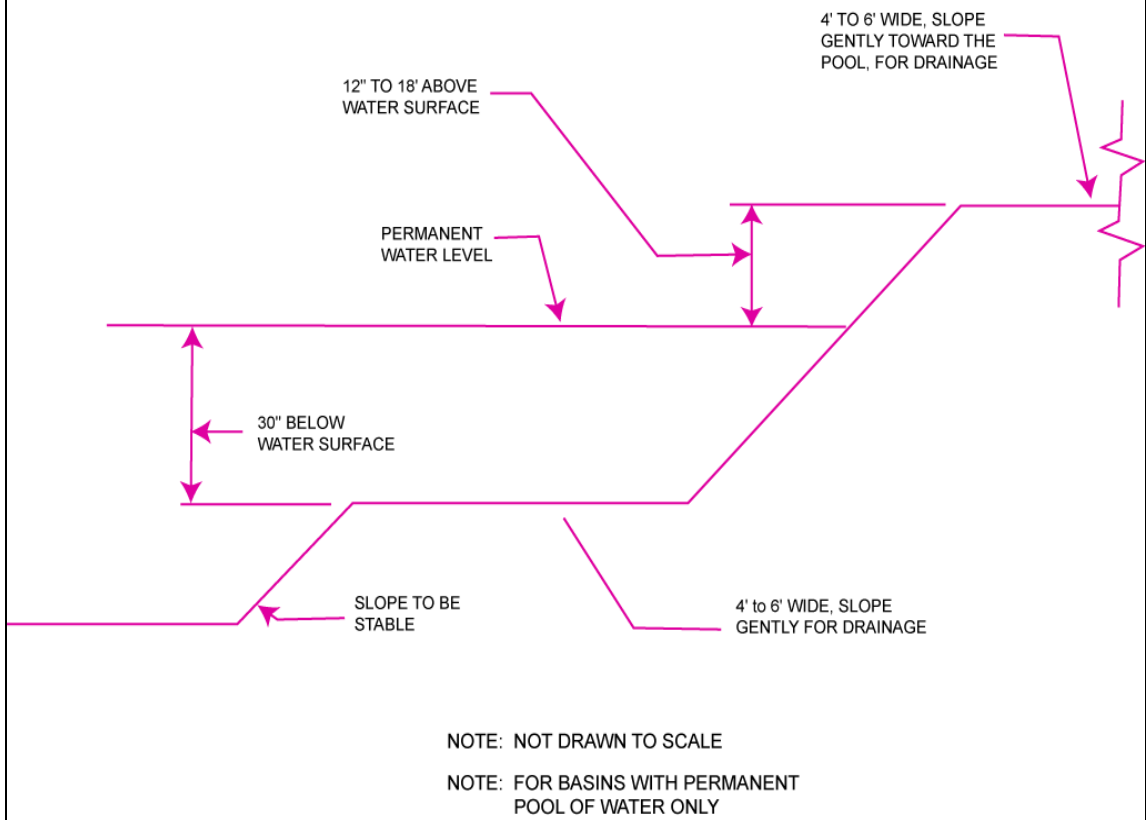 4' TO 6' WIDE, SLOPE
GENTLY TOWARD THE
POOL, FOR DRAINAGE
12" TO 18' ABOVE
WATER SURFACE
PERMANENT
WATER LEVEL
30" BELOW
WATER SURFACE
SLOPE TO BE
STABLE
4' to 6' WIDE, SLOPE
GENTLY FOR DRAINAGE
NOTE: NOT DRAWN TO SCALE
NOTE: FOR BASINS WITH PERMANENT
POOL OF WATER ONLY